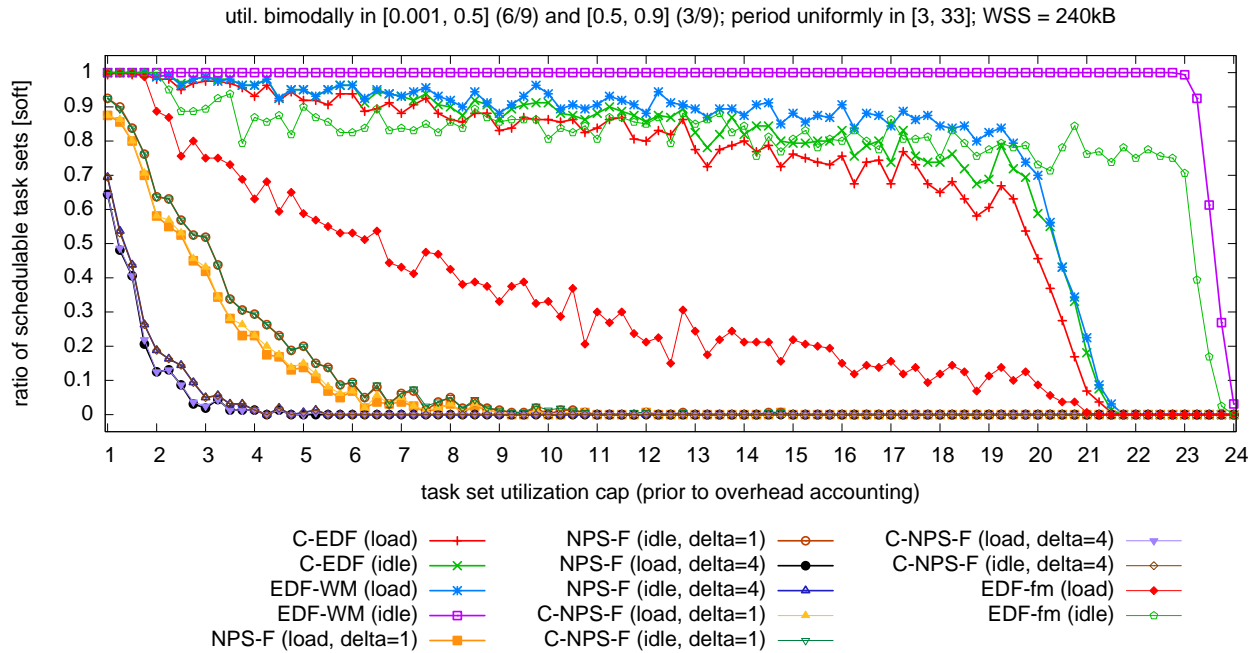 util. bimodally in [0.001, 0.5] (6/9) and [0.5, 0.9] (3/9); period uniformly in [3, 33]; WSS = 240kB
ratio of schedulable task sets [soft]
1
0.9
0.8
0.7
0.6
0.5
0.4
0.3
0.2
0.1
0
1 2 3 4 5 6 7 8 9 10 11 12 13 14 15 16 17 18 19 20 21 22 23 24
task set utilization cap (prior to overhead accounting)
C-EDF (load)
C-EDF (idle)
EDF-WM (load)
EDF-WM (idle)
NPS-F (load, delta=1)
NPS-F (idle, delta=1)
NPS-F (load, delta=4)
NPS-F (idle, delta=4)
C-NPS-F (load, delta=1)
C-NPS-F (idle, delta=1)
C-NPS-F (load, delta=4)
C-NPS-F (idle, delta=4)
EDF-fm (load)
EDF-fm (idle)